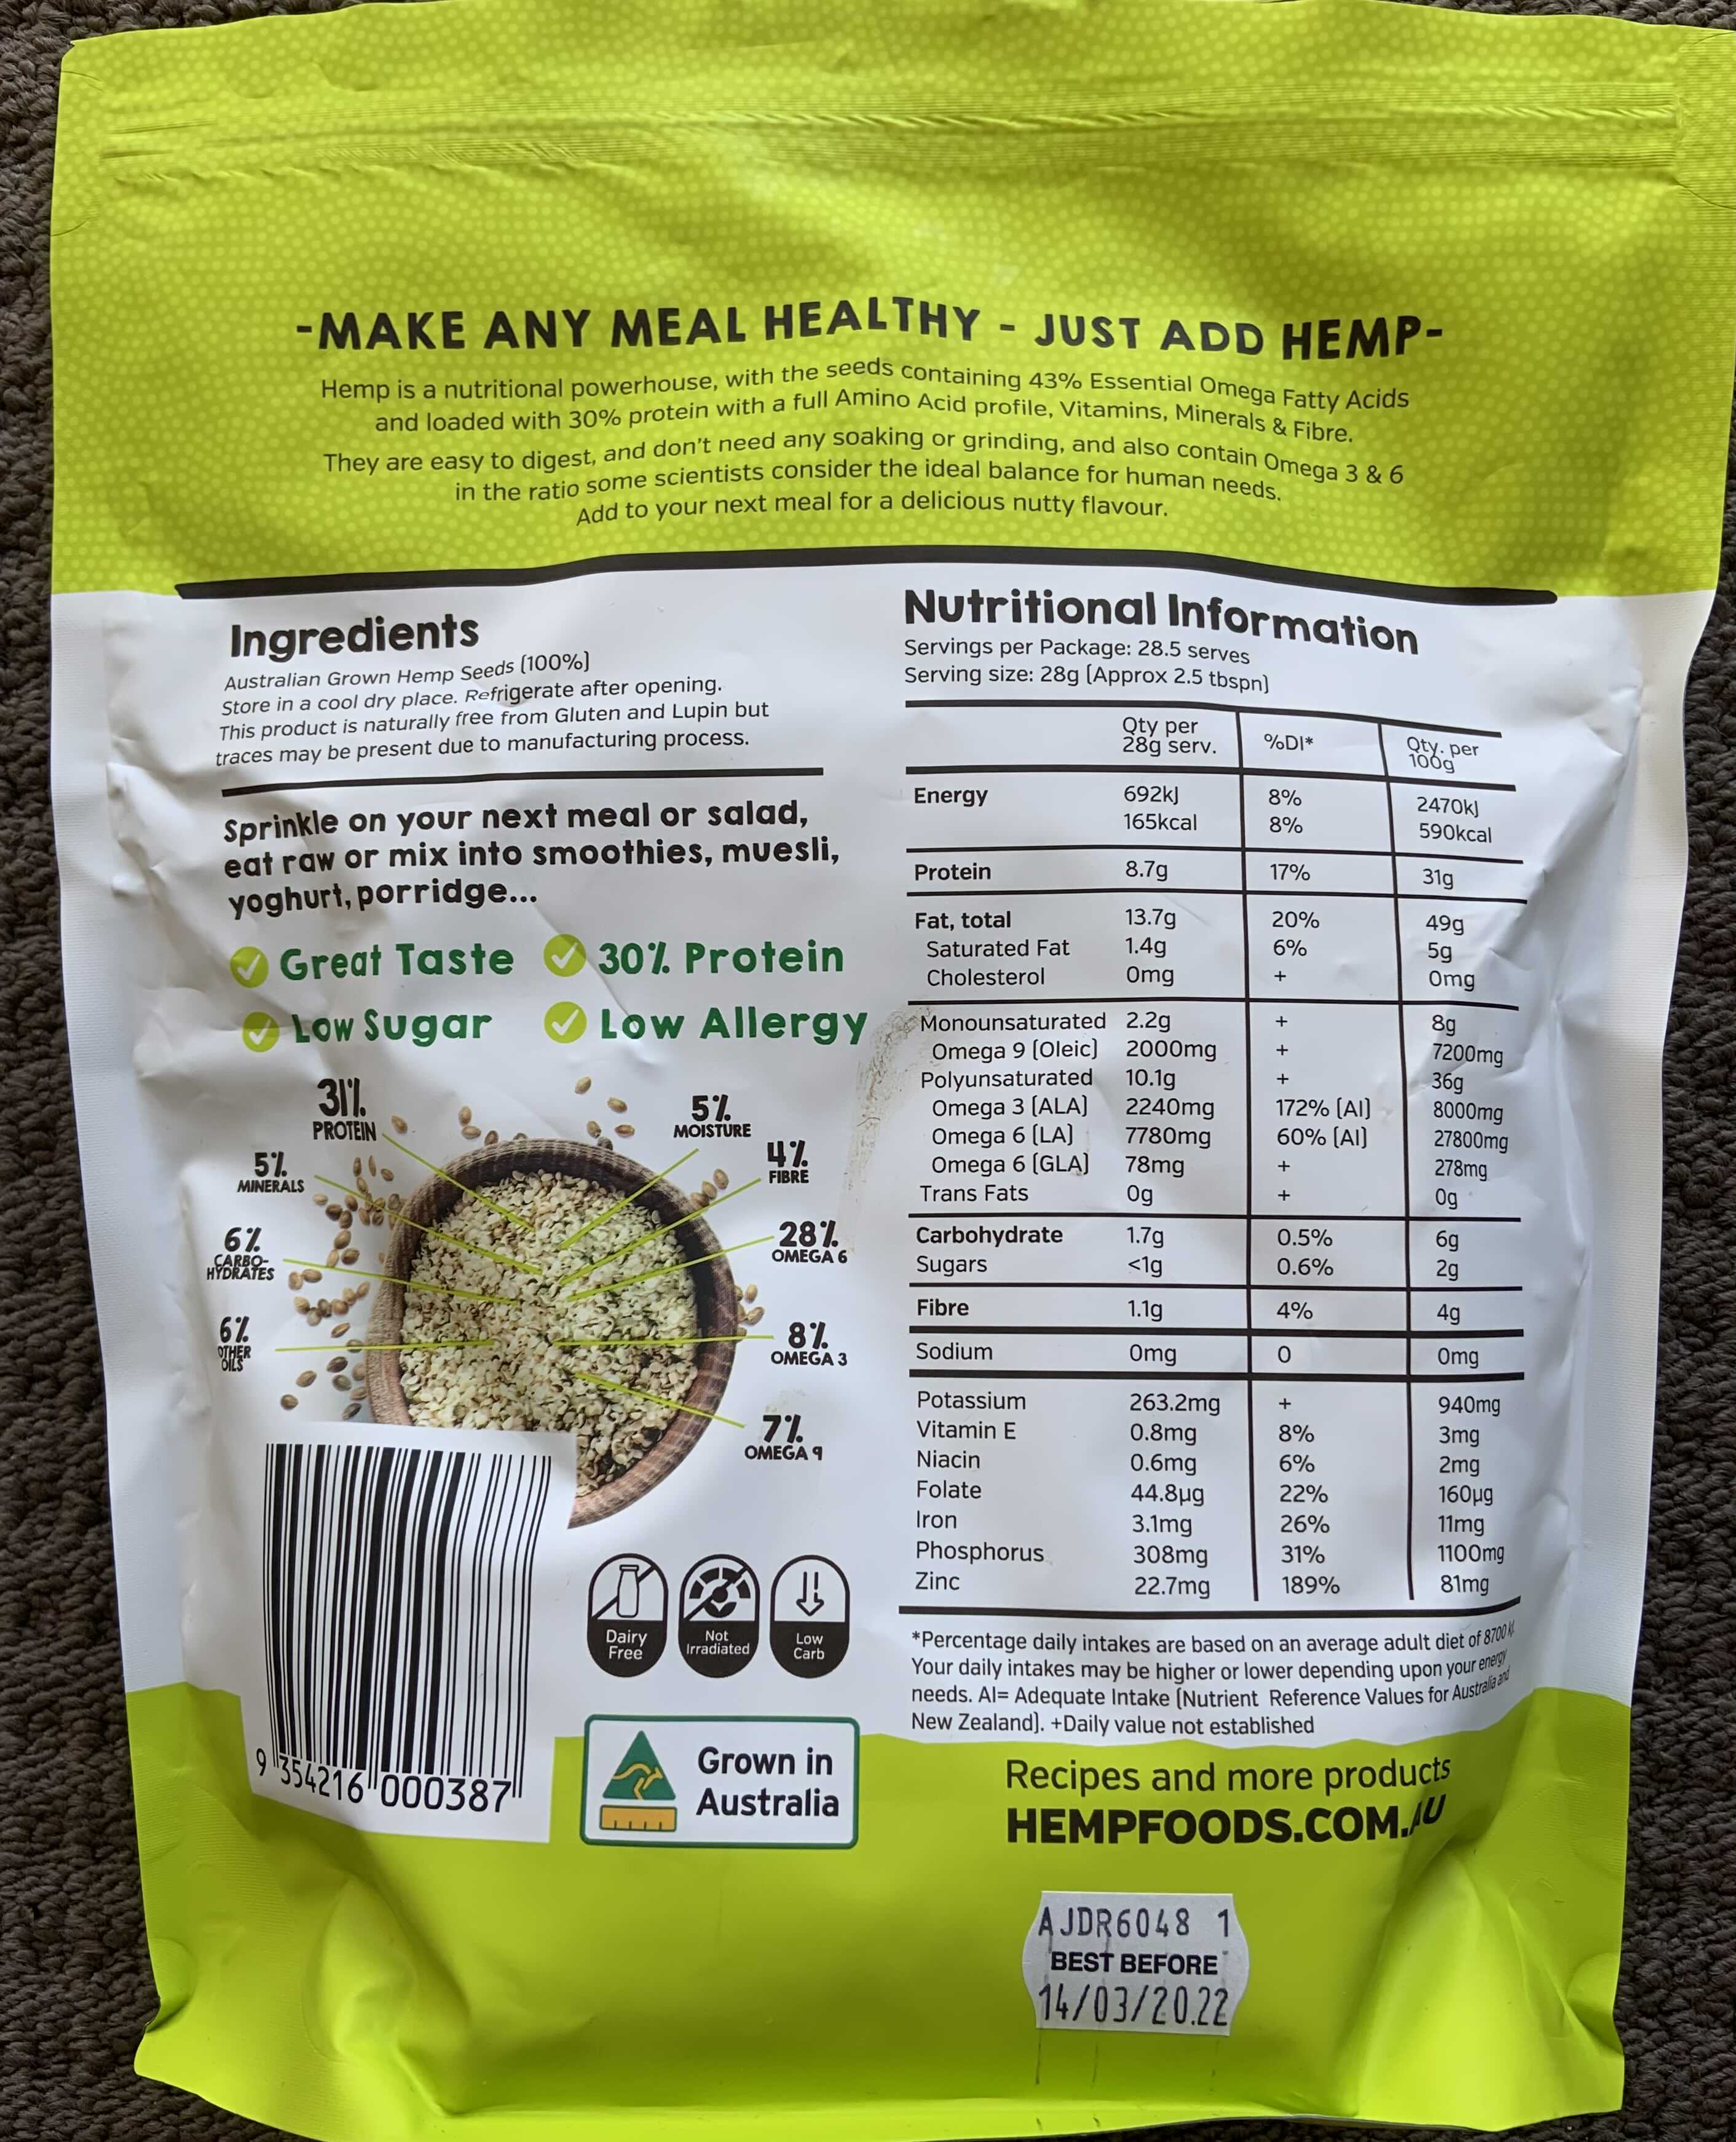 -MAKE ANY MEAL HEALTHY - JUST ADD HEMP-
Hemp is a nutritional powerhouse, with the seeds containing 43% Essential Omega Fatty Acids
and loaded with 30% protein with a full Amino Acid profile, Vitamins, Minerals & Fibre.
They are easy to digest, and don't need any soaking or grinding, and also contain Omega 3 & 6
in the ratio some scientists consider the ideal balance for human needs.
Add to your next meal for a delicious nutty flavour.
Ingredients
Australian Grown Hemp Seeds (100%)
Store in a cool dry place. Refrigerate after opening.
This product is naturally free from Gluten and Lupin but
traces may be present due to manufacturing process.
Sprinkle on your next meal or salad,
eat raw or mix into smoothies, muesli,
yoghurt, porridge...
Great Taste 30% Protein
Low Sugar Low Allergy
31%
PROTEIN
5%
MOISTURE
5%
MINERALS
4%
FIBRE
6%
CARBO-
HYDRATES
28%
OMEGA 6
6%
OTHER
OILS
8%
OMEGA 3
7%
OMEGA 9
9 354216 000387
Dairy
Free
Not
Irradiated
Low
Carb
Grown in
Australia
Nutritional Information
Servings per Package: 28.5 serves
Serving size: 28g (Approx 2.5 tbspn)
Qty per
28g serv.
%DI*
Qty. per
100g
Energy 692kJ 8% 2470kJ
165kcal 8% 590kcal
Protein 8.7g 17% 31g
Fat, total 13.7g 20% 49g
Saturated Fat 1.4g 6% 5g
Cholesterol 0mg + 0mg
Monounsaturated 2.2g + 8g
Omega 9 (Oleic) 2000mg + 7200mg
Polyunsaturated 10.1g + 36g
Omega 3 (ALA) 2240mg 172% (AI) 8000mg
Omega 6 (LA) 7780mg 60% (AI) 27800mg
Omega 6 (GLA) 78mg + 278mg
Trans Fats 0g + 0g
Carbohydrate 1.7g 0.5% 6g
Sugars <1g 0.6% 2g
Fibre 1.1g 4% 4g
Sodium 0mg 0 0mg
Potassium 263.2mg + 940mg
Vitamin E 0.8mg 8% 3mg
Niacin 0.6mg 6% 2mg
Folate 44.8µg 22% 160µg
Iron 3.1mg 26% 11mg
Phosphorus 308mg 31% 1100mg
Zinc 22.7mg 189% 81mg
*Percentage daily intakes are based on an average adult diet of 8700 kJ.
Your daily intakes may be higher or lower depending upon your energy
needs. AI= Adequate Intake (Nutrient Reference Values for Australia and
New Zealand). +Daily value not established
Recipes and more products
HEMPFOODS.COM.AU
AJDR6048 1
BEST BEFORE
14/03/20.22